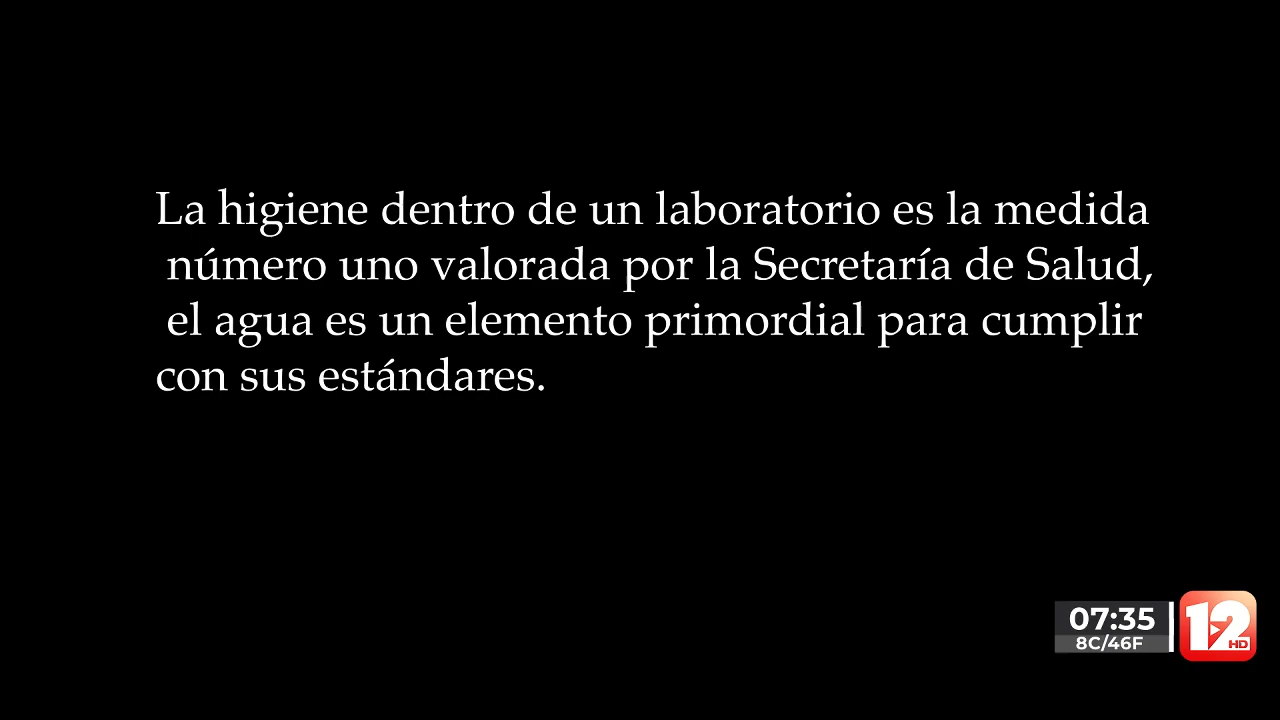 La higiene dentro de un laboratorio es la medida
número uno valorada por la Secretaría de Salud,
el agua es un elemento primordial para cumplir
con sus estándares.
07:35
8C/46F
12
HD